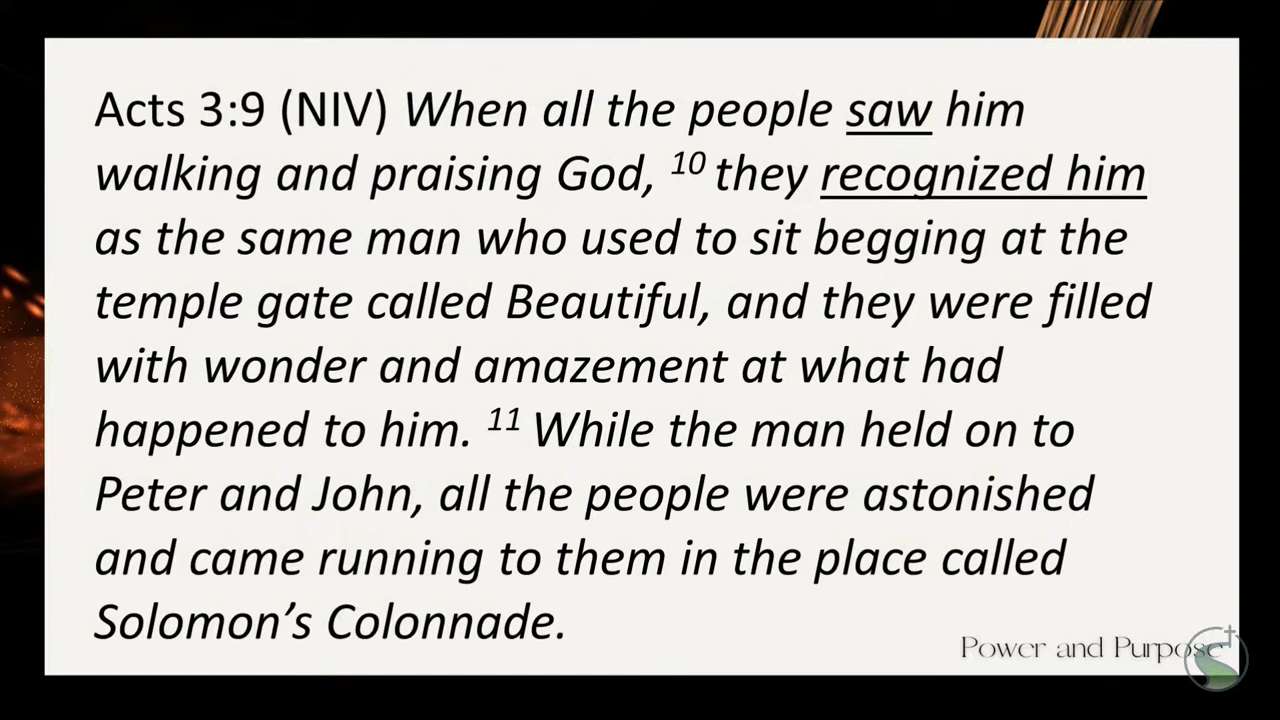 Acts 3:9 (NIV) When all the people saw him
walking and praising God, 10 they recognized him
as the same man who used to sit begging at the
temple gate called Beautiful, and they were filled
with wonder and amazement at what had
happened to him. 11 While the man held on to
Peter and John, all the people were astonished
and came running to them in the place called
Solomon’s Colonnade.
Power and Purpose